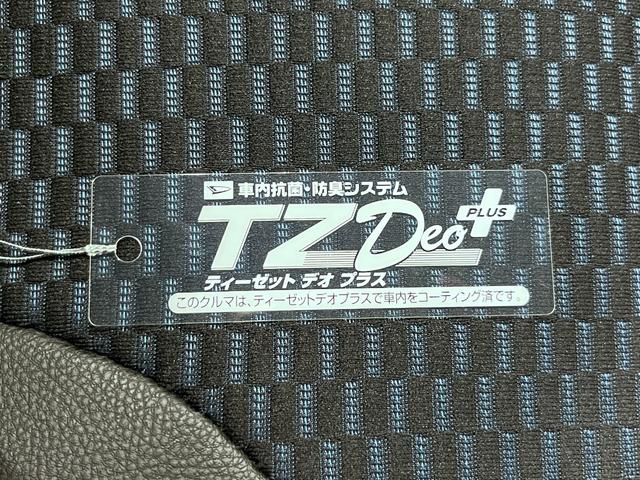 車内抗菌・防臭システム
TZ Deo PLUS
ティーゼット デオ プラス
このクルマは、ティーゼットデオプラスで車内をコーティング済です。